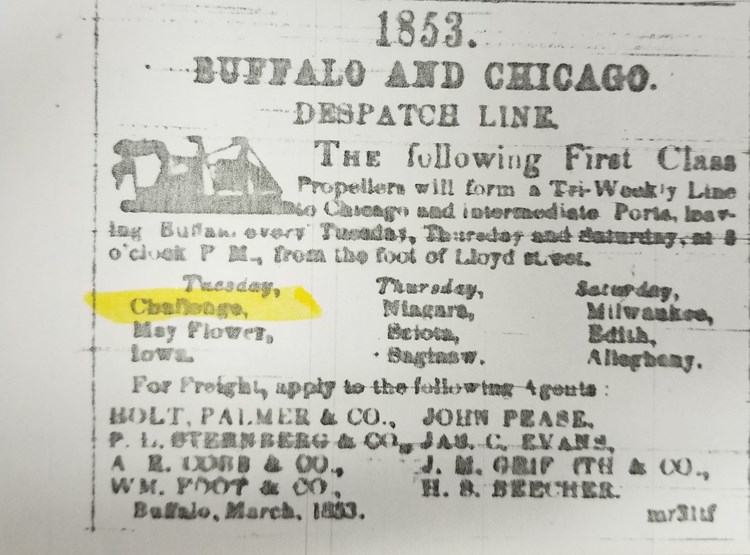 1853.
BUFFALO AND CHICAGO.
DESPATCH LINE.
THE following First Class
Propellers will form a Tri-Weekly Line
to Chicago and intermediate Ports, leav-
ing every Tuesday, Thursday and Saturday, at 8
o'clock P M., from the foot of Lloyd street.
Tuesday, Thursday, Saturday,
Challenge, Niagara, Milwaukee,
May Flower, Sciota, Edith,
Iowa. Saginaw. Allegheny.
For Freight, apply to the following Agents:
HOLT, PALMER & CO., JOHN PEASE.
P. L. STERNBERG & CO., JAS. C. EVANS,
A R. COBB & CO., J. M. & CO.,
WM. FOOT & CO, H. S. BEECHER.
Buffalo, March, 1853. mr31tf